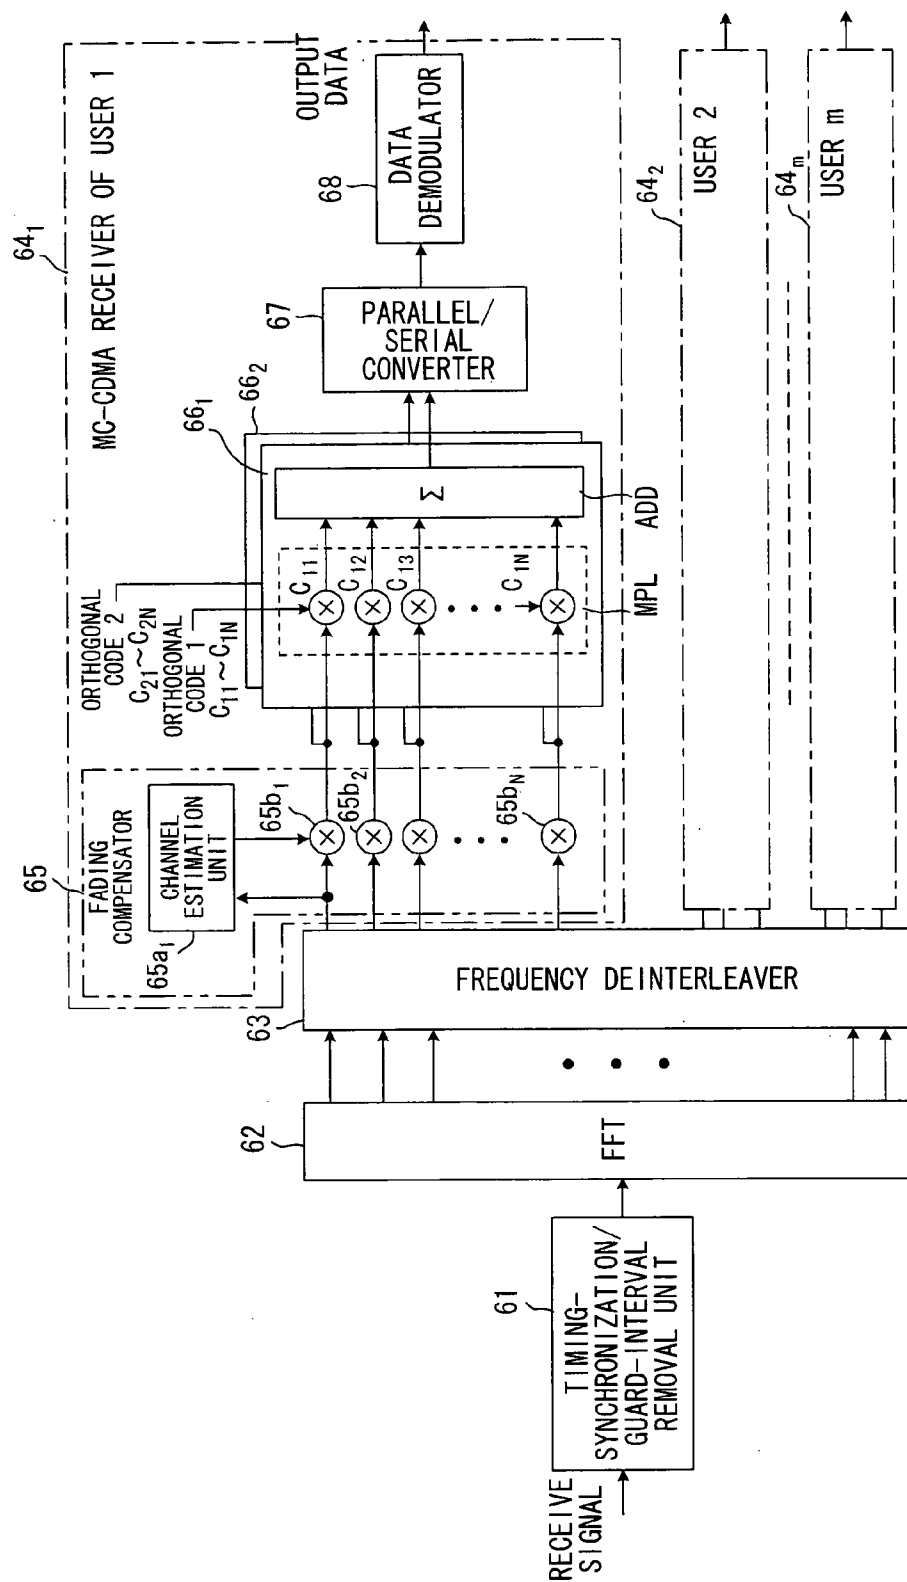 RECEIVE
SIGNAL
61
TIMING-
SYNCHRONIZATION/
GUARD-INTERVAL
REMOVAL UNIT
62
FFT
63
FREQUENCY DEINTERLEAVER
64₁
MC-CDMA RECEIVER OF USER 1
65
FADING
COMPENSATOR
65a₁
CHANNEL
ESTIMATION
UNIT
65b₁
65b₂
65b_N
ORTHOGONAL
CODE 2
C₂₁~C₂N
ORTHOGONAL
CODE 1
C₁₁~C₁N
66₁
66₂
C₁₁
C₁₂
C₁₃
C₁N
Σ
MPL
ADD
67
PARALLEL/
SERIAL
CONVERTER
68
DATA
DEMODULATOR
OUTPUT
DATA
64₂
USER 2
64ₘ
USER m